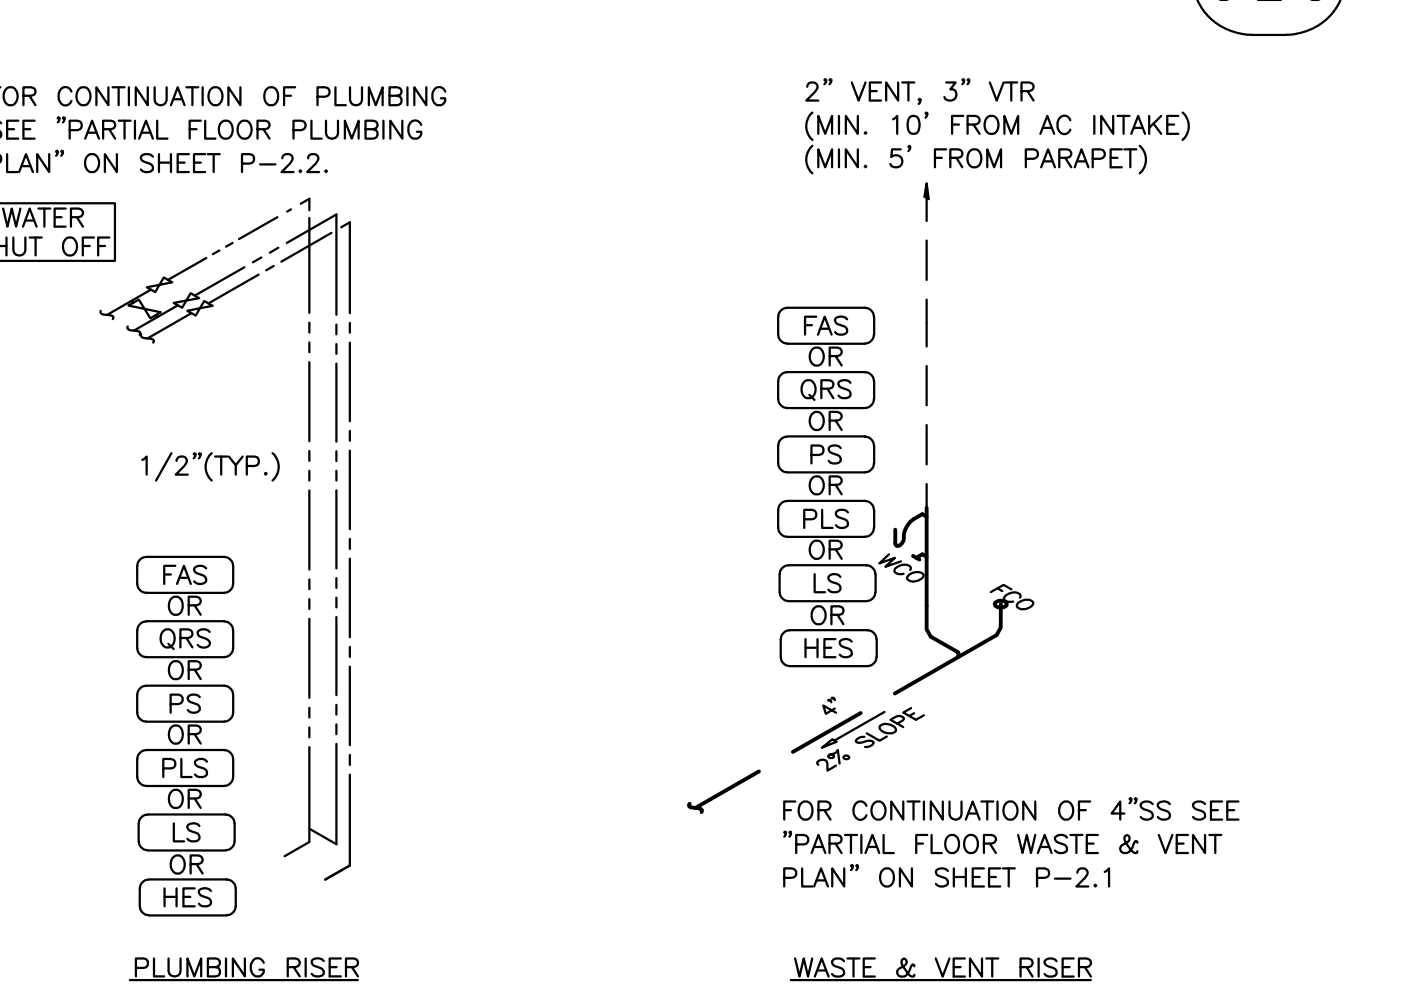 FOR CONTINUATION OF PLUMBING
SEE "PARTIAL FLOOR PLUMBING
PLAN" ON SHEET P-2.2.
WATER
SHUT OFF
1/2"(TYP.)
FAS
OR
QRS
OR
PS
OR
PLS
OR
LS
OR
HES
PLUMBING RISER
2" VENT, 3" VTR
(MIN. 10' FROM AC INTAKE)
(MIN. 5' FROM PARAPET)
FAS
OR
QRS
OR
PS
OR
PLS
OR
LS
OR
HES
WCO
FCO
4"
2% SLOPE
FOR CONTINUATION OF 4"SS SEE
"PARTIAL FLOOR WASTE & VENT
PLAN" ON SHEET P-2.1
WASTE & VENT RISER